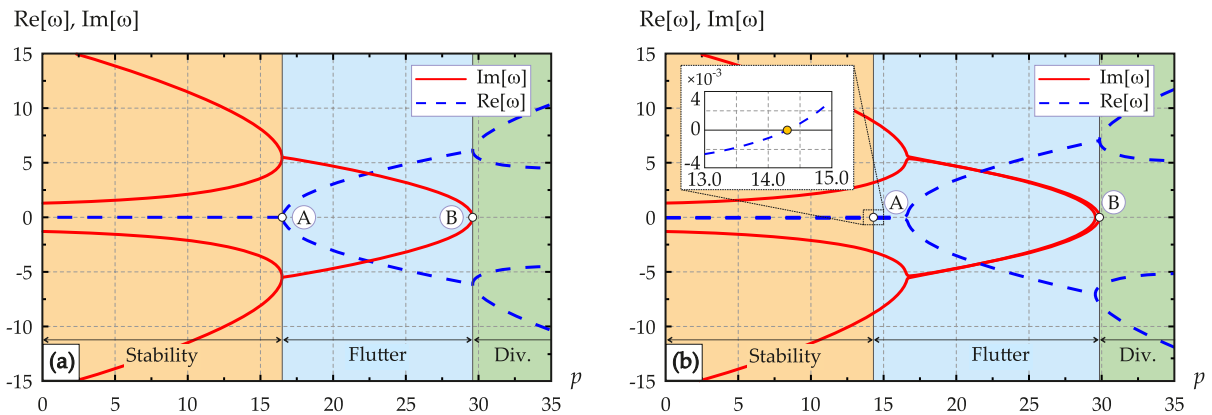 Re[ω], Im[ω]
15
10
5
0
-5
-10
-15
Im[ω]
Re[ω]
A
B
(a)
Stability
Flutter
Div.
0 5 10 15 20 25 30 35
p
Re[ω], Im[ω]
15
10
5
0
-5
-10
-15
×10⁻³
4
0
-4
13.0 14.0 15.0
Im[ω]
Re[ω]
A
B
(b)
Stability
Flutter
Div.
0 5 10 15 20 25 30 35
p